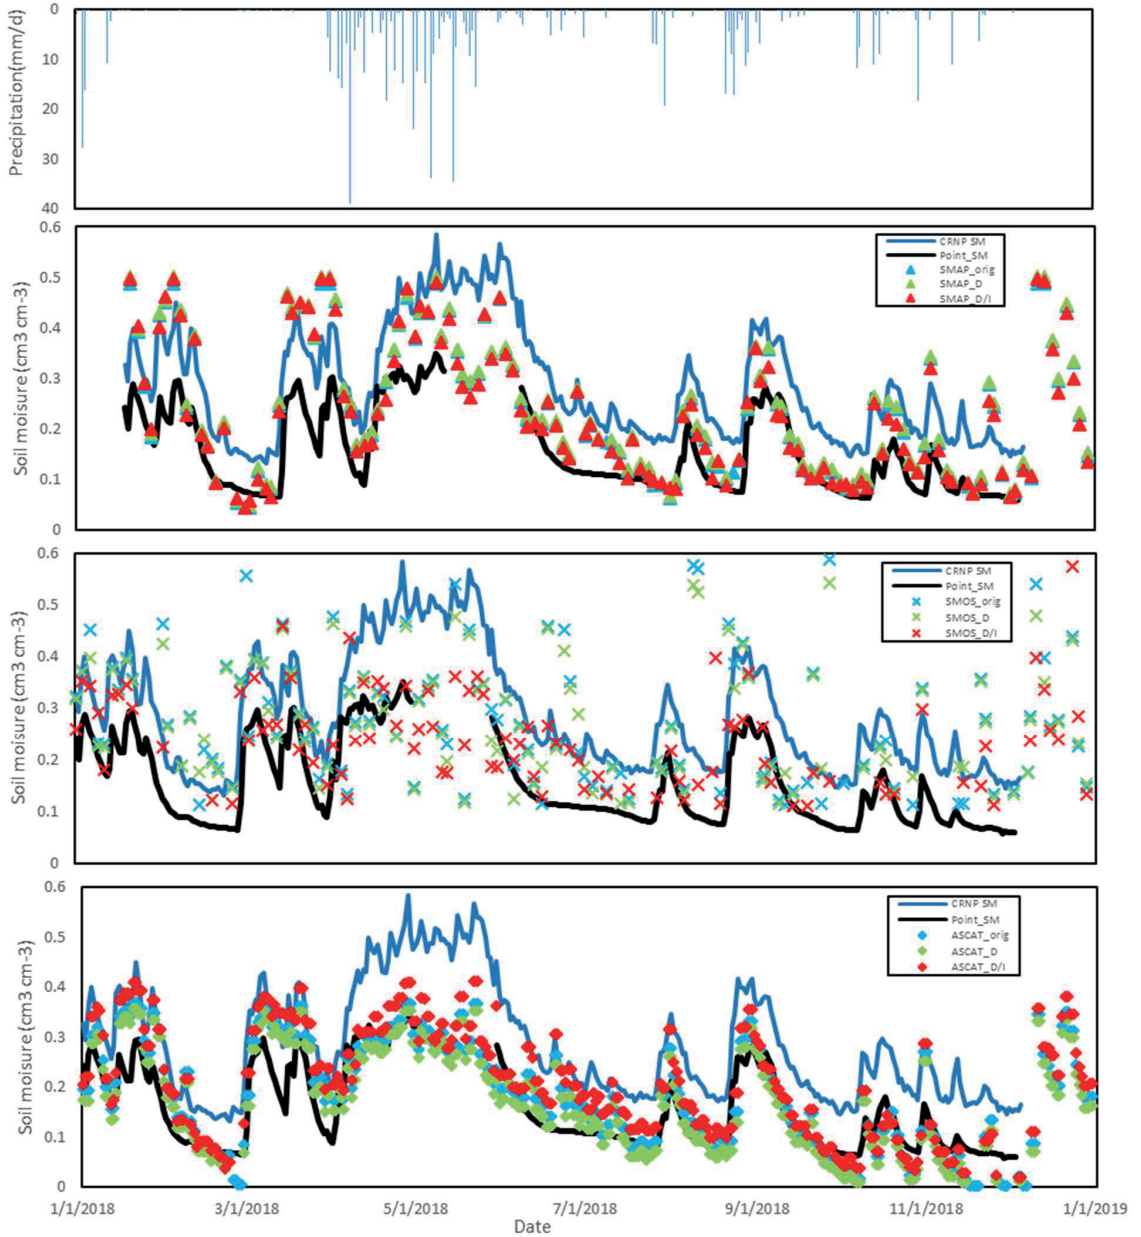 Precipitation(mm/d)
0
10
20
30
40
Soil moisure (cm3 cm-3)
0.6
0.5
0.4
0.3
0.2
0.1
0
CRNP SM
Point_SM
SMAP_orig
SMAP_D
SMAP_D/I
Soil moisure (cm3 cm-3)
0.6
0.5
0.4
0.3
0.2
0.1
0
CRNP SM
Point_SM
SMOS_orig
SMOS_D
SMOS_D/I
Soil moisure (cm3 cm-3)
0.6
0.5
0.4
0.3
0.2
0.1
0
CRNP SM
Point_SM
ASCAT_orig
ASCAT_D
ASCAT_D/I
1/1/2018 3/1/2018 5/1/2018 7/1/2018 9/1/2018 11/1/2018 1/1/2019
Date